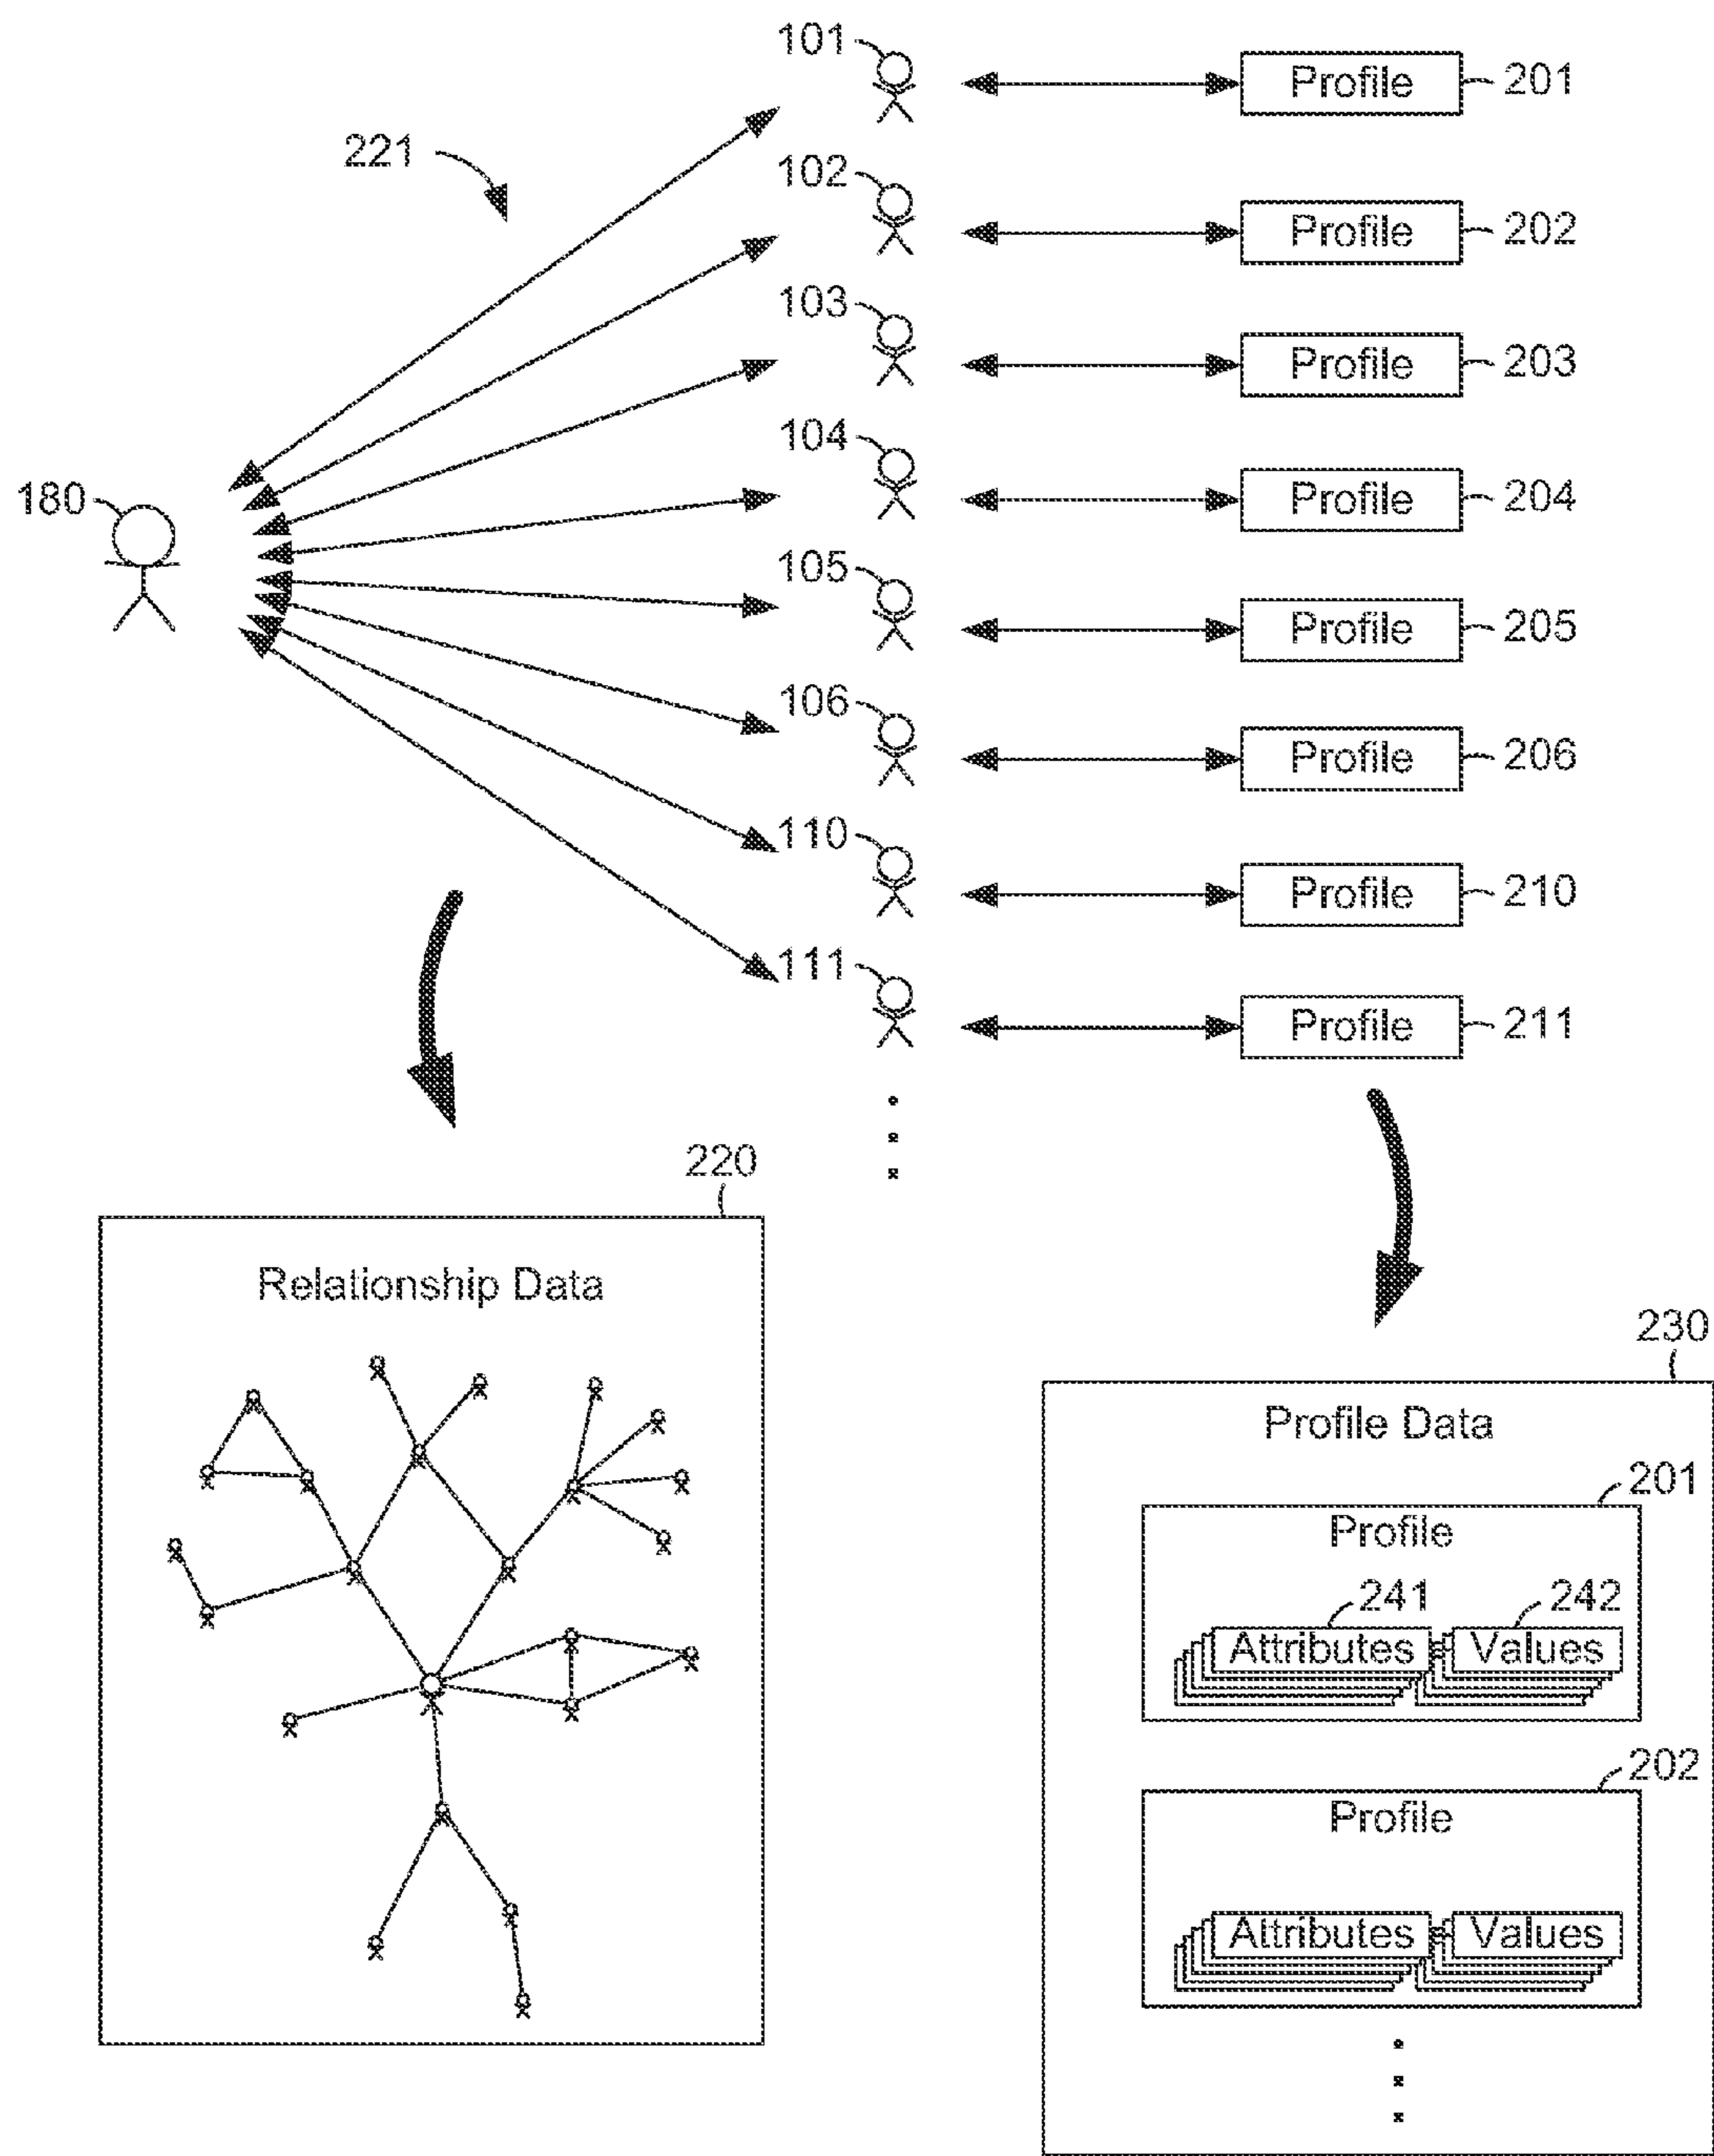 101 Profile 201
221
102 Profile 202
103 Profile 203
104 Profile 204
180
105 Profile 205
106 Profile 206
110 Profile 210
111 Profile 211
220
Relationship Data
230
Profile Data
201
Profile
241 242
Attributes Values
202
Profile
Attributes Values